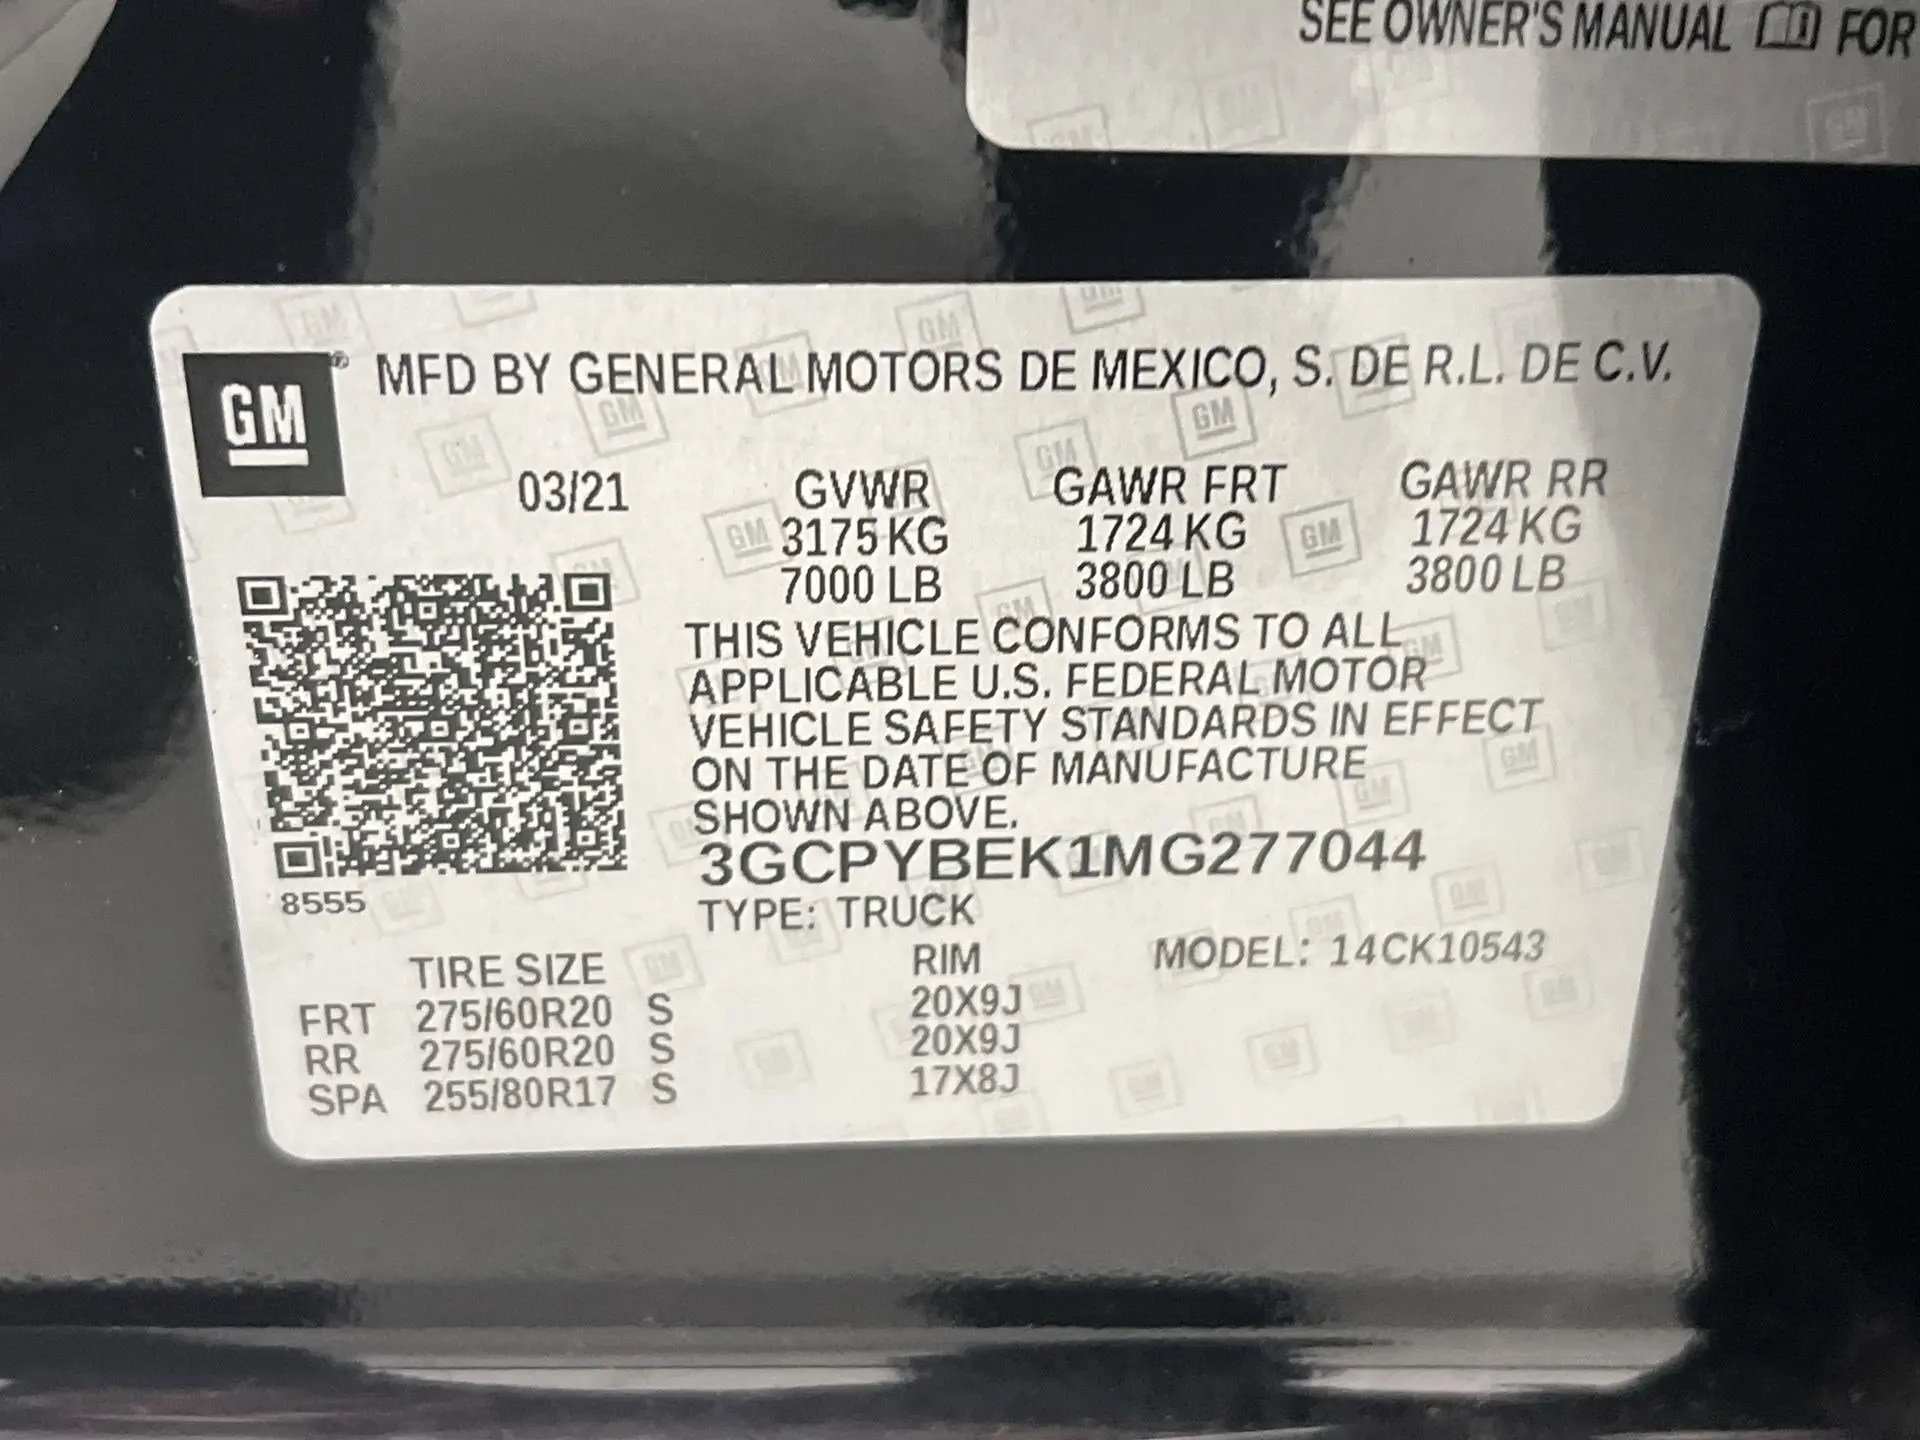 SEE OWNER'S MANUAL FOR
GM
® MFD BY GENERAL MOTORS DE MEXICO, S. DE R.L. DE C.V.
03/21 GVWR GAWR FRT GAWR RR
3175 KG 1724 KG 1724 KG
7000 LB 3800 LB 3800 LB
THIS VEHICLE CONFORMS TO ALL
APPLICABLE U.S. FEDERAL MOTOR
VEHICLE SAFETY STANDARDS IN EFFECT
ON THE DATE OF MANUFACTURE
SHOWN ABOVE.
3GCPYBEK1MG277044
8555
TYPE: TRUCK
TIRE SIZE RIM MODEL: 14CK10543
FRT 275/60R20 S 20X9J
RR 275/60R20 S 20X9J
SPA 255/80R17 S 17X8J